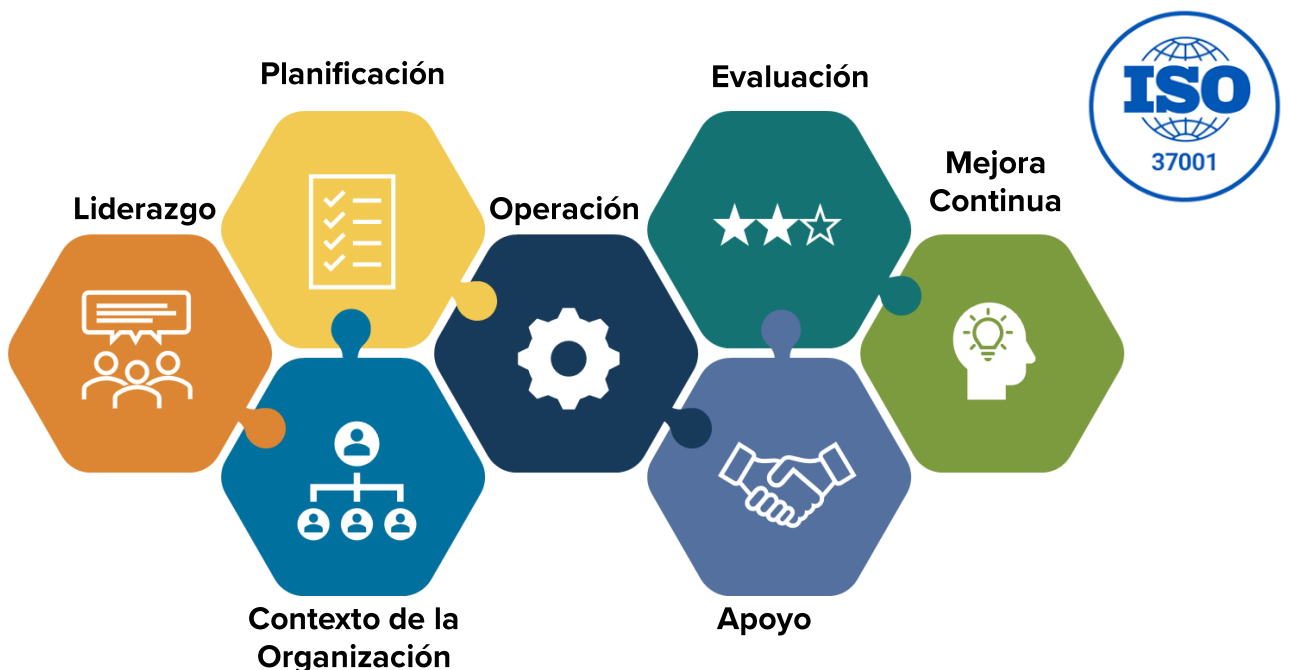 Planificación
Evaluación
ISO
37001
Mejora
Continua
Liderazgo
Operación
Contexto de la
Organización
Apoyo